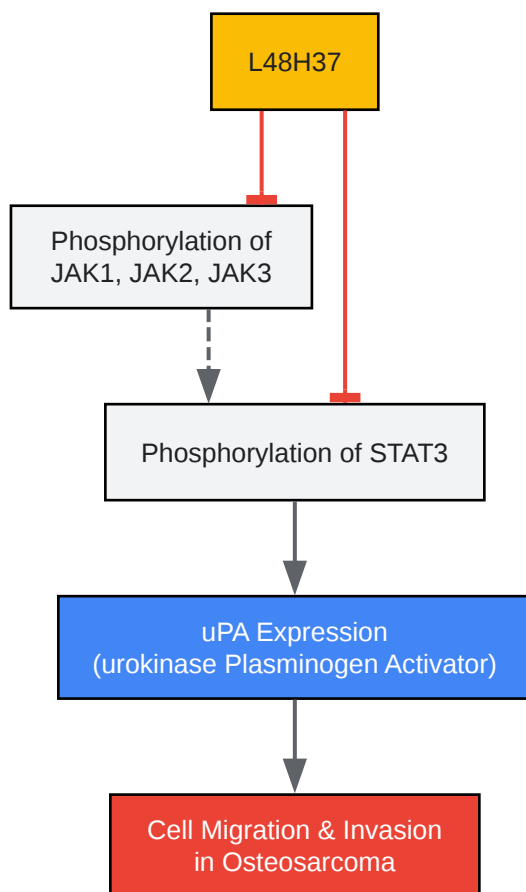 L48H37
Phosphorylation of
JAK1, JAK2, JAK3
Phosphorylation of STAT3
uPA Expression
(urokinase Plasminogen Activator)
Cell Migration & Invasion
in Osteosarcoma